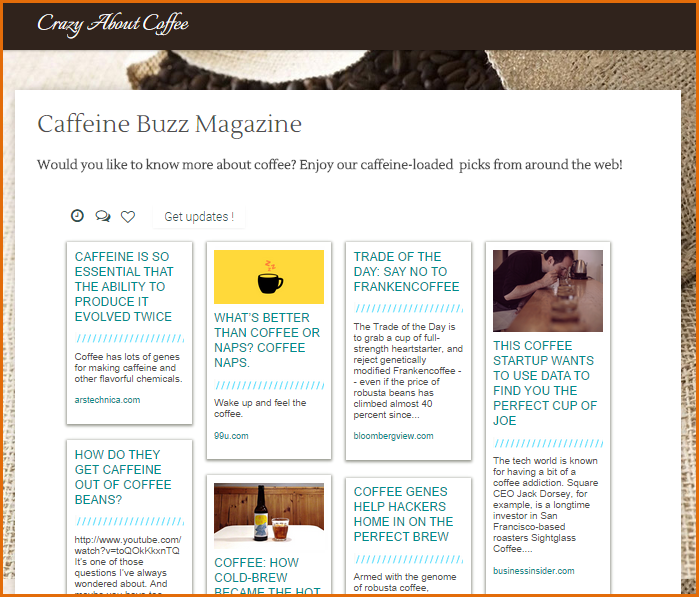 Crazy About Coffee
Caffeine Buzz Magazine
Would you like to know more about coffee? Enjoy our caffeine-loaded picks from around the web!
Get updates !
CAFFEINE IS SO
ESSENTIAL THAT
THE ABILITY TO
PRODUCE IT
EVOLVED TWICE
Coffee has lots of genes
for making caffeine and
other flavorful chemicals.
arstechnica.com
HOW DO THEY
GET CAFFEINE
OUT OF COFFEE
BEANS?
http://www.youtube.com/
watch?v=toQOkKkxnTQ
It's one of those
questions I've always
wondered about. And
maybe you have too
WHAT'S BETTER
THAN COFFEE OR
NAPS? COFFEE
NAPS.
Wake up and feel the
coffee.
99u.com
COFFEE: HOW
COLD-BREW
BECAME THE HOT
TRADE OF THE
DAY: SAY NO TO
FRANKENCOFFEE
The Trade of the Day is
to grab a cup of full-
strength heartstarter, and
reject genetically
modified Frankencoffee -
- even if the price of
robusta beans has
climbed almost 40
percent since...
bloombergview.com
COFFEE GENES
HELP HACKERS
HOME IN ON THE
PERFECT BREW
Armed with the genome
of robusta coffee,
THIS COFFEE
STARTUP WANTS
TO USE DATA TO
FIND YOU THE
PERFECT CUP OF
JOE
The tech world is known
for having a bit of a
coffee addiction. Square
CEO Jack Dorsey, for
example, is a longtime
investor in San
Francisco-based
roasters Sightglass
Coffee....
businessinsider.com